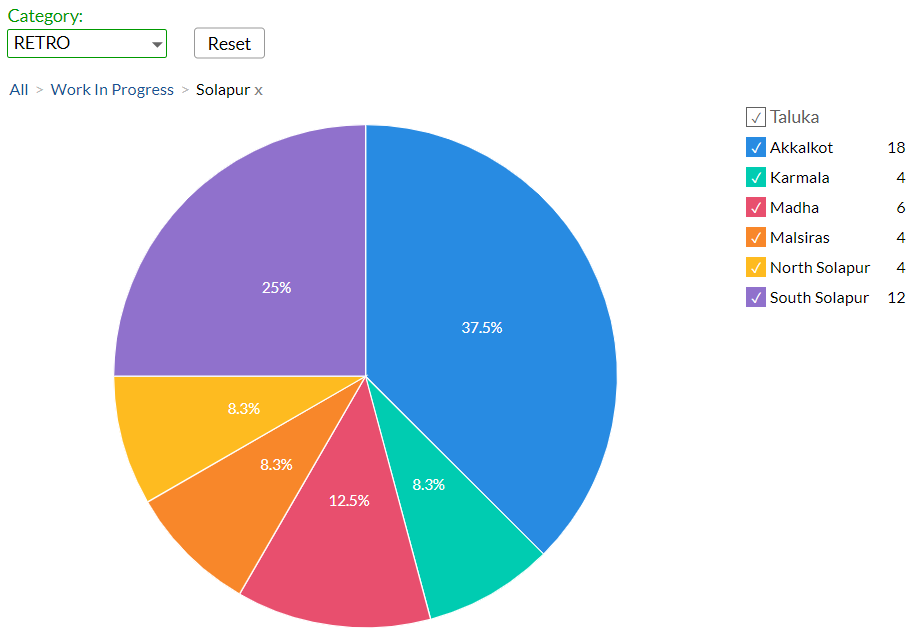 Category:
RETRO
Reset
All > Work In Progress > Solapur x
Taluka
Akkalkot 18
Karmala 4
Madha 6
Malsiras 4
North Solapur 4
South Solapur 12
25%
37.5%
8.3%
8.3%
8.3%
12.5%